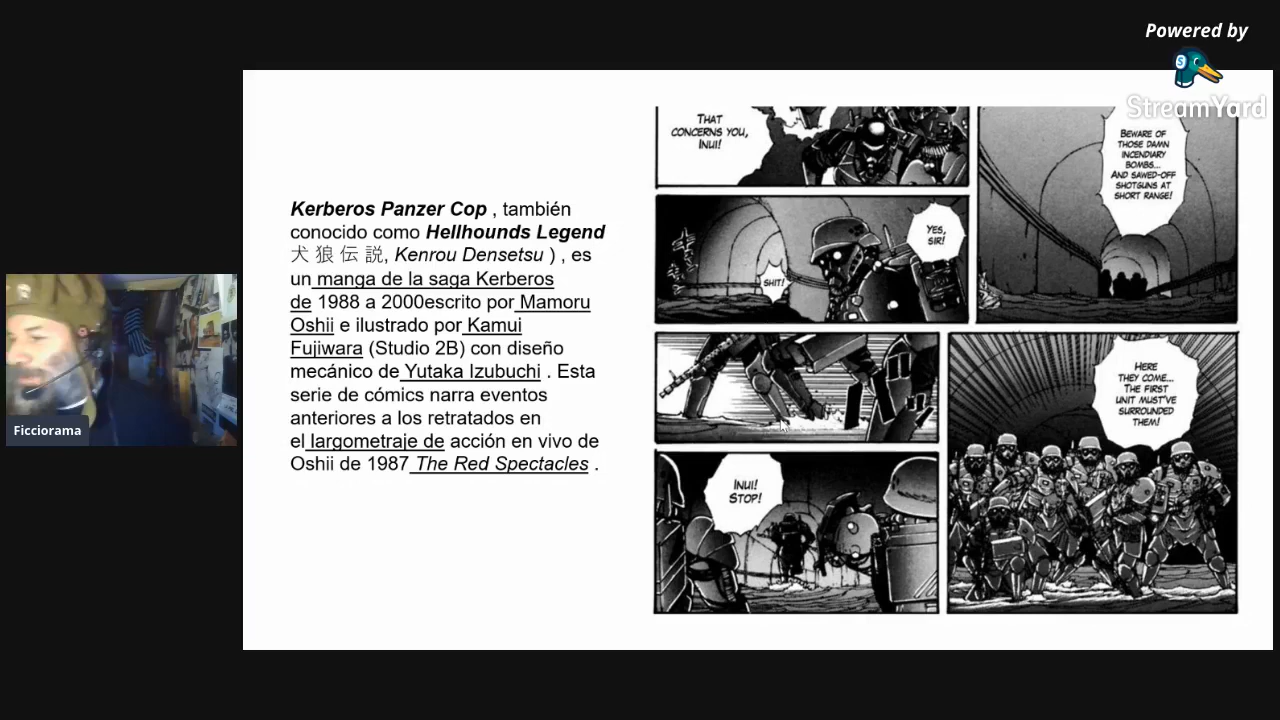 Powered by
StreamYard
Kerberos Panzer Cop , también
conocido como Hellhounds Legend
犬 狼 伝 説, Kenrou Densetsu ) , es
un manga de la saga Kerberos
de 1988 a 2000escrito por Mamoru
Oshii e ilustrado por Kamui
Fujiwara (Studio 2B) con diseño
mecánico de Yutaka Izubuchi . Esta
serie de cómics narra eventos
anteriores a los retratados en
el largometraje de acción en vivo de
Oshii de 1987 The Red Spectacles .
THAT
CONCERNS YOU,
INUI!
BEWARE OF
THOSE DAMN
INCENDIARY
BOMBS...
AND SAWED-OFF
SHOTGUNS AT
SHORT RANGE!
YES,
SIR!
SHIT!
HERE
THEY COME...
THE FIRST
UNIT MUST'VE
SURROUNDED
THEM!
INUI!
STOP!
Ficciorama